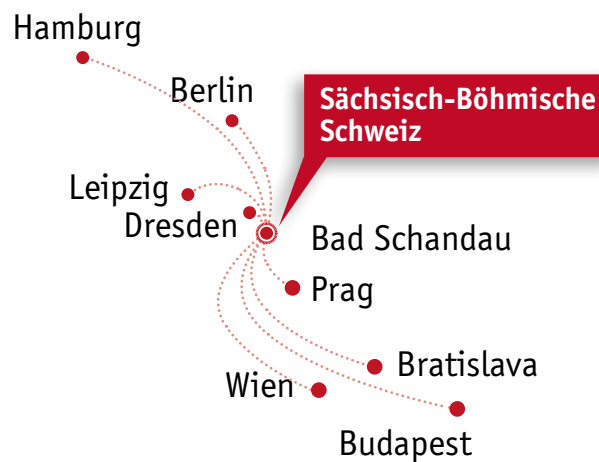 Hamburg
Berlin
Sächsisch-Böhmische
Schweiz
Leipzig
Dresden
Bad Schandau
Prag
Bratislava
Wien
Budapest